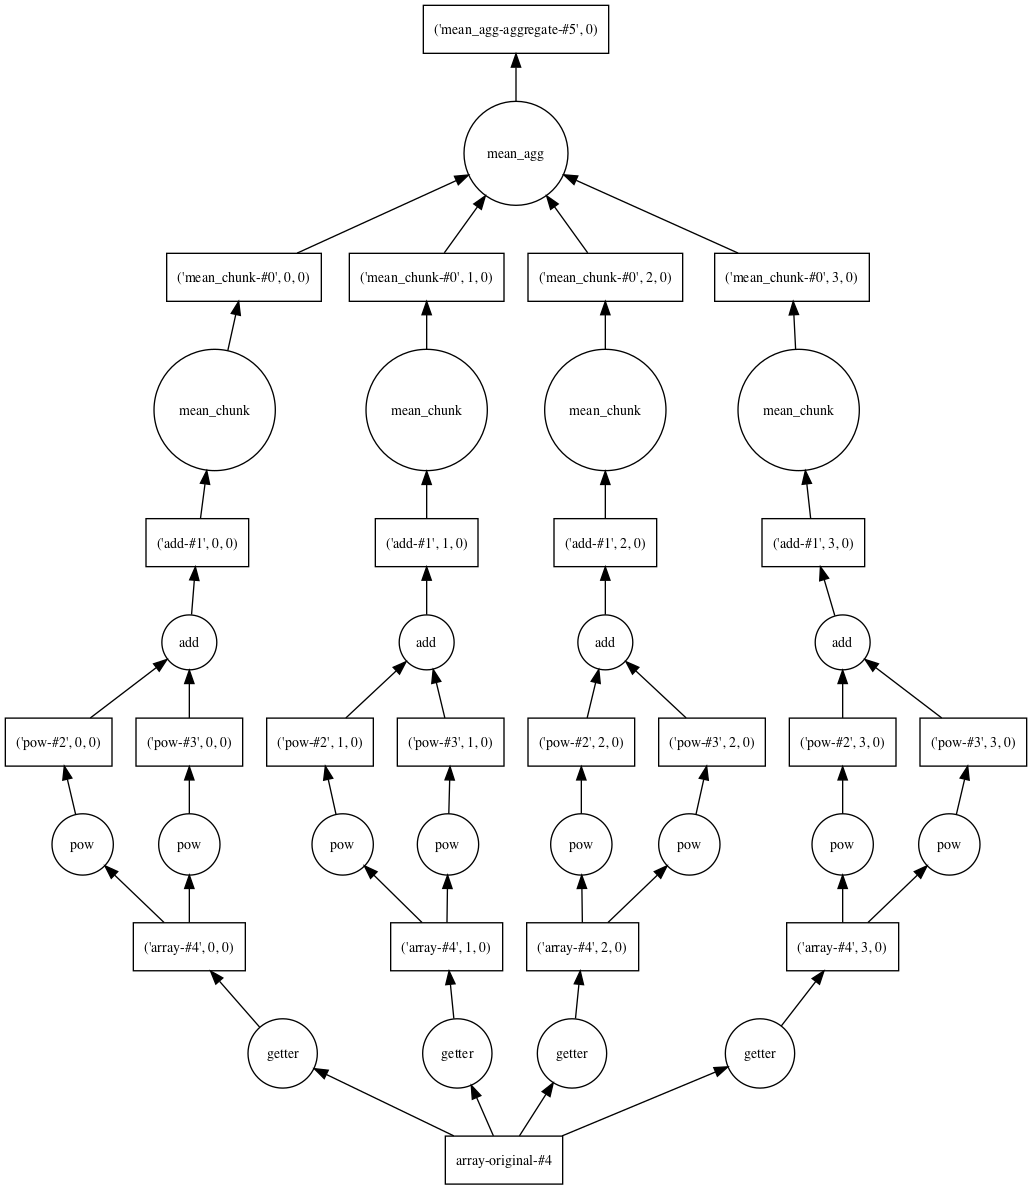 ('mean_agg-aggregate-#5', 0)
mean_agg
('mean_chunk-#0', 0, 0)
('mean_chunk-#0', 1, 0)
('mean_chunk-#0', 2, 0)
('mean_chunk-#0', 3, 0)
mean_chunk
mean_chunk
mean_chunk
mean_chunk
('add-#1', 0, 0)
('add-#1', 1, 0)
('add-#1', 2, 0)
('add-#1', 3, 0)
add
add
add
add
('pow-#2', 0, 0)
('pow-#3', 0, 0)
('pow-#2', 1, 0)
('pow-#3', 1, 0)
('pow-#2', 2, 0)
('pow-#3', 2, 0)
('pow-#2', 3, 0)
('pow-#3', 3, 0)
pow
pow
pow
pow
pow
pow
pow
pow
('array-#4', 0, 0)
('array-#4', 1, 0)
('array-#4', 2, 0)
('array-#4', 3, 0)
getter
getter
getter
getter
array-original-#4